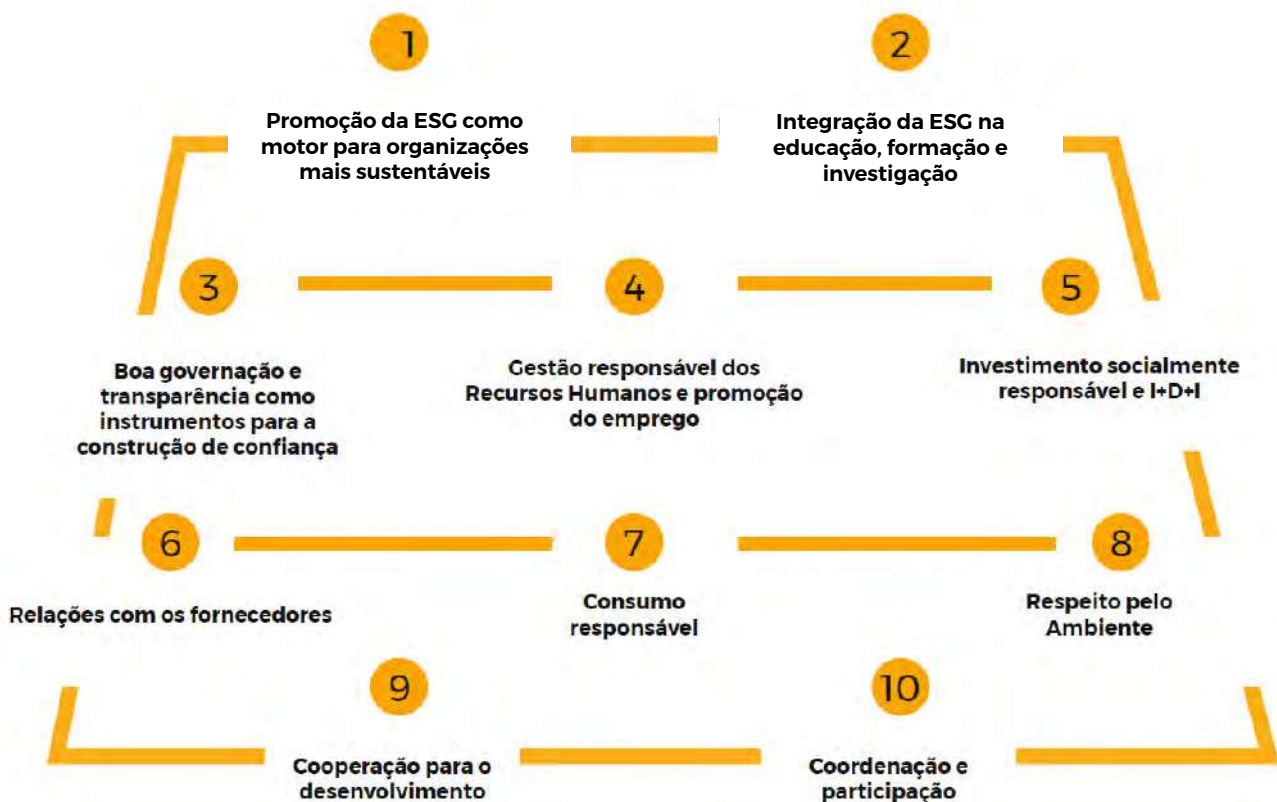 1
Promoção da ESG como
motor para organizações
mais sustentáveis
2
Integração da ESG na
educação, formação e
investigação
3
Boa governação e
transparência como
instrumentos para a
construção de confiança
4
Gestão responsável dos
Recursos Humanos e promoção
do emprego
5
Investimento socialmente
responsável e I+D+I
6
Relações com os fornecedores
7
Consumo
responsável
8
Respeito pelo
Ambiente
9
Cooperação para o
desenvolvimento
10
Coordenação e
participação